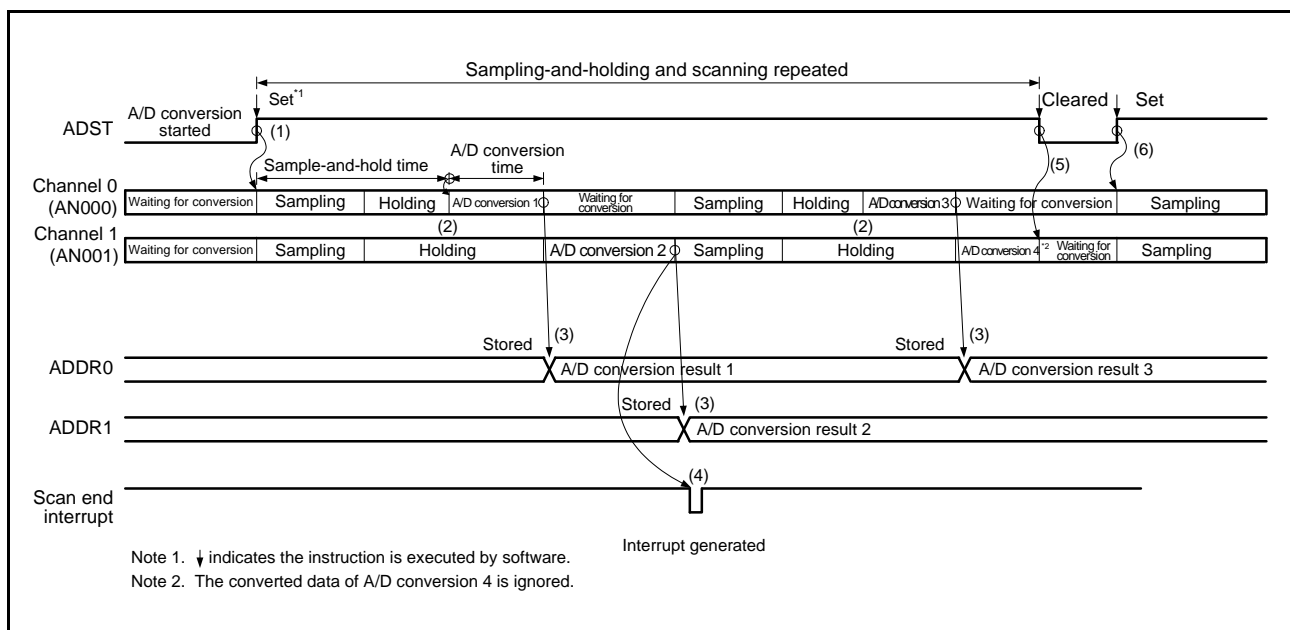 Sampling-and-holding and scanning repeated
A/D conversion started
Set*1
Cleared
Set
ADST
(1)
(5)
(6)
Sample-and-hold time
A/D conversion time
Channel 0 (AN000)
Waiting for conversion
Sampling
Holding
A/D conversion 1
Waiting for conversion
Sampling
Holding
A/D conversion 3
Waiting for conversion
Sampling
(2)
(2)
Channel 1 (AN001)
Waiting for conversion
Sampling
Holding
A/D conversion 2
Sampling
Holding
A/D conversion 4
*2
Waiting for conversion
Sampling
Stored
(3)
Stored
(3)
ADDR0
A/D conversion result 1
A/D conversion result 3
Stored
(3)
ADDR1
A/D conversion result 2
(4)
Scan end interrupt
Interrupt generated
Note 1. ↓ indicates the instruction is executed by software.
Note 2. The converted data of A/D conversion 4 is ignored.